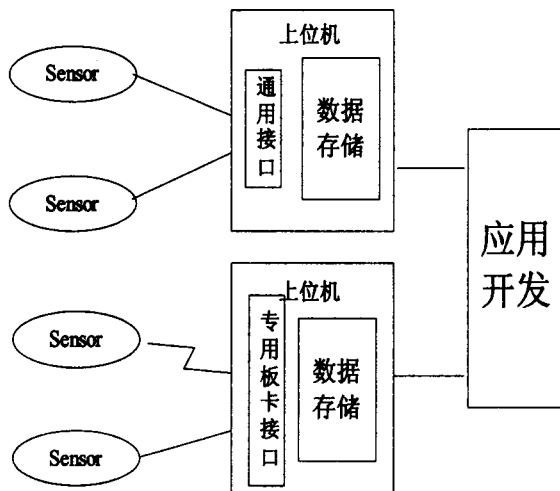 Sensor
Sensor
上位机
通用接口
数据
存储
Sensor
Sensor
上位机
专用板卡接口
数据
存储
应用
开发